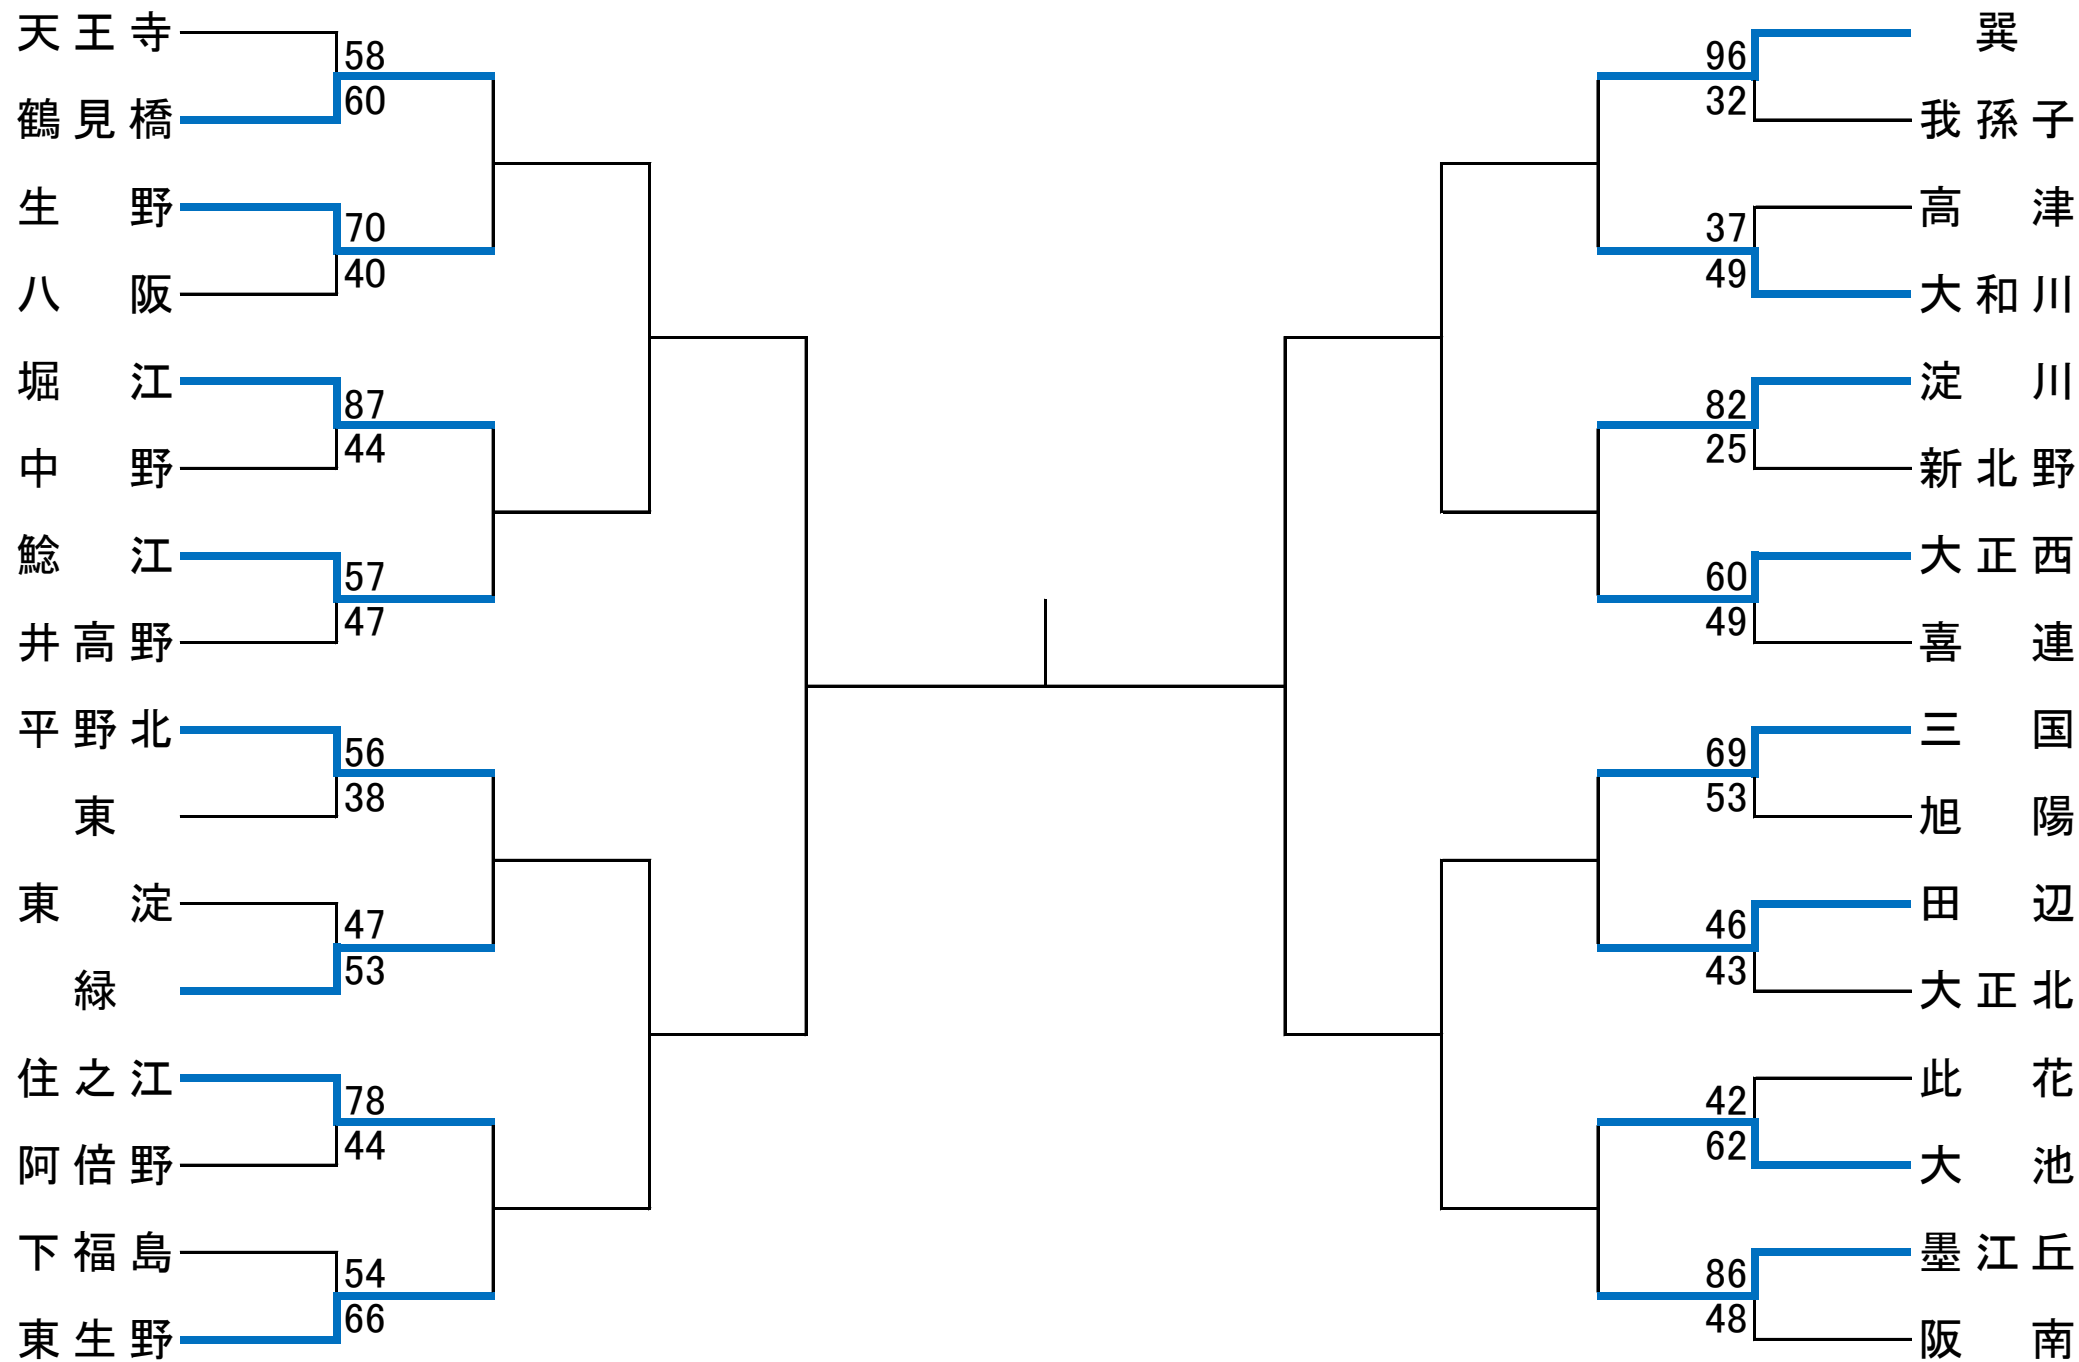 天王寺
58
60
鶴見橋
生野
70
40
八阪
堀江
87
44
中野
鯰江
57
47
井高野
平野北
56
38
東
東淀
47
53
緑
住之江
78
44
阿倍野
下福島
54
66
東生野
巽
96
32
我孫子
高津
37
49
大和川
淀川
82
25
新北野
大正西
60
49
喜連
三国
69
53
旭陽
田辺
46
43
大正北
此花
42
62
大池
墨江丘
86
48
阪南